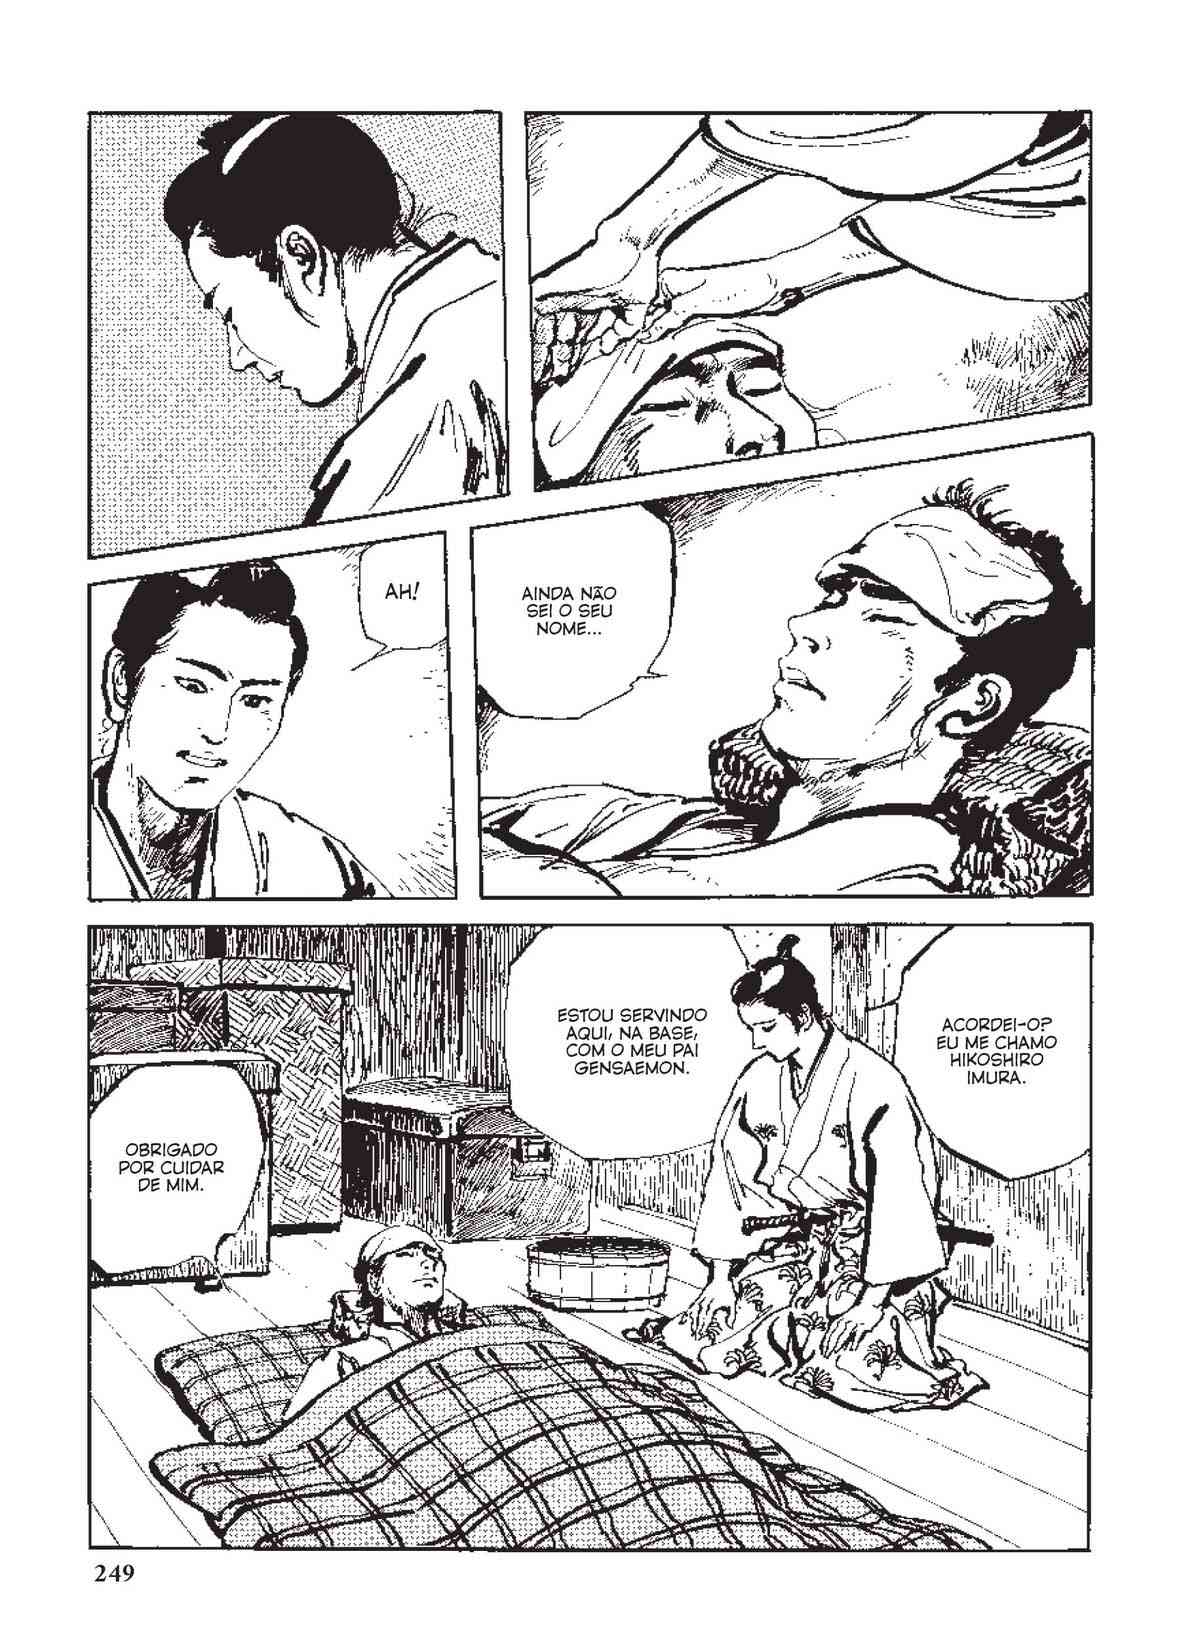 AINDA NÃO
SEI O SEU
NOME...
AH!
ACORDEI-O?
EU ME CHAMO
HIKOSHIRO
IMURA.
ESTOU SERVINDO
AQUI, NA BASE,
COM O MEU PAI
GENSAEMON.
OBRIGADO
POR CUIDAR
DE MIM.
249